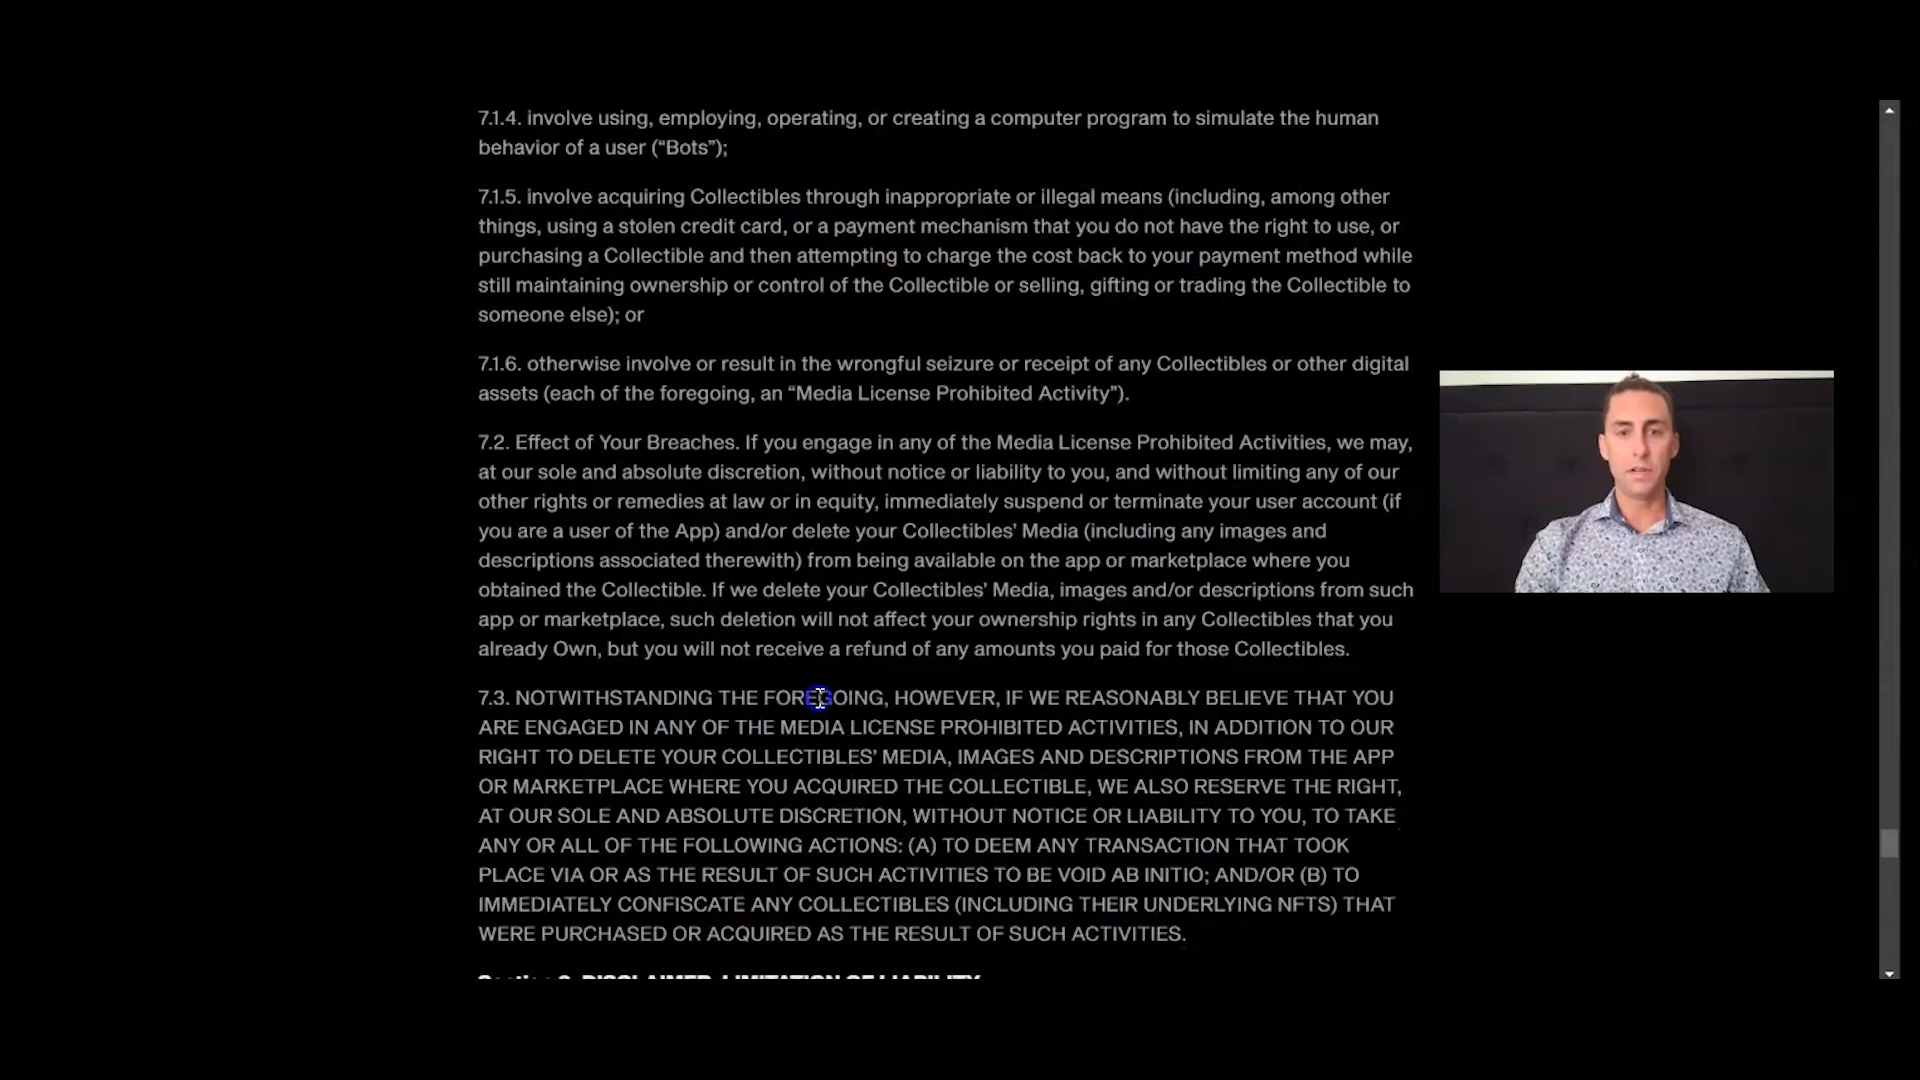 7.1.4. involve using, employing, operating, or creating a computer program to simulate the human
behavior of a user (“Bots”);
7.1.5. involve acquiring Collectibles through inappropriate or illegal means (including, among other
things, using a stolen credit card, or a payment mechanism that you do not have the right to use, or
purchasing a Collectible and then attempting to charge the cost back to your payment method while
still maintaining ownership or control of the Collectible or selling, gifting or trading the Collectible to
someone else); or
7.1.6. otherwise involve or result in the wrongful seizure or receipt of any Collectibles or other digital
assets (each of the foregoing, an “Media License Prohibited Activity”).
7.2. Effect of Your Breaches. If you engage in any of the Media License Prohibited Activities, we may,
at our sole and absolute discretion, without notice or liability to you, and without limiting any of our
other rights or remedies at law or in equity, immediately suspend or terminate your user account (if
you are a user of the App) and/or delete your Collectibles’ Media (including any images and
descriptions associated therewith) from being available on the app or marketplace where you
obtained the Collectible. If we delete your Collectibles’ Media, images and/or descriptions from such
app or marketplace, such deletion will not affect your ownership rights in any Collectibles that you
already Own, but you will not receive a refund of any amounts you paid for those Collectibles.
7.3. NOTWITHSTANDING THE FOREGOING, HOWEVER, IF WE REASONABLY BELIEVE THAT YOU
ARE ENGAGED IN ANY OF THE MEDIA LICENSE PROHIBITED ACTIVITIES, IN ADDITION TO OUR
RIGHT TO DELETE YOUR COLLECTIBLES’ MEDIA, IMAGES AND DESCRIPTIONS FROM THE APP
OR MARKETPLACE WHERE YOU ACQUIRED THE COLLECTIBLE, WE ALSO RESERVE THE RIGHT,
AT OUR SOLE AND ABSOLUTE DISCRETION, WITHOUT NOTICE OR LIABILITY TO YOU, TO TAKE
ANY OR ALL OF THE FOLLOWING ACTIONS: (A) TO DEEM ANY TRANSACTION THAT TOOK
PLACE VIA OR AS THE RESULT OF SUCH ACTIVITIES TO BE VOID AB INITIO; AND/OR (B) TO
IMMEDIATELY CONFISCATE ANY COLLECTIBLES (INCLUDING THEIR UNDERLYING NFTS) THAT
WERE PURCHASED OR ACQUIRED AS THE RESULT OF SUCH ACTIVITIES.
DISCLAIMER, LIMITATION OF LIABILITY